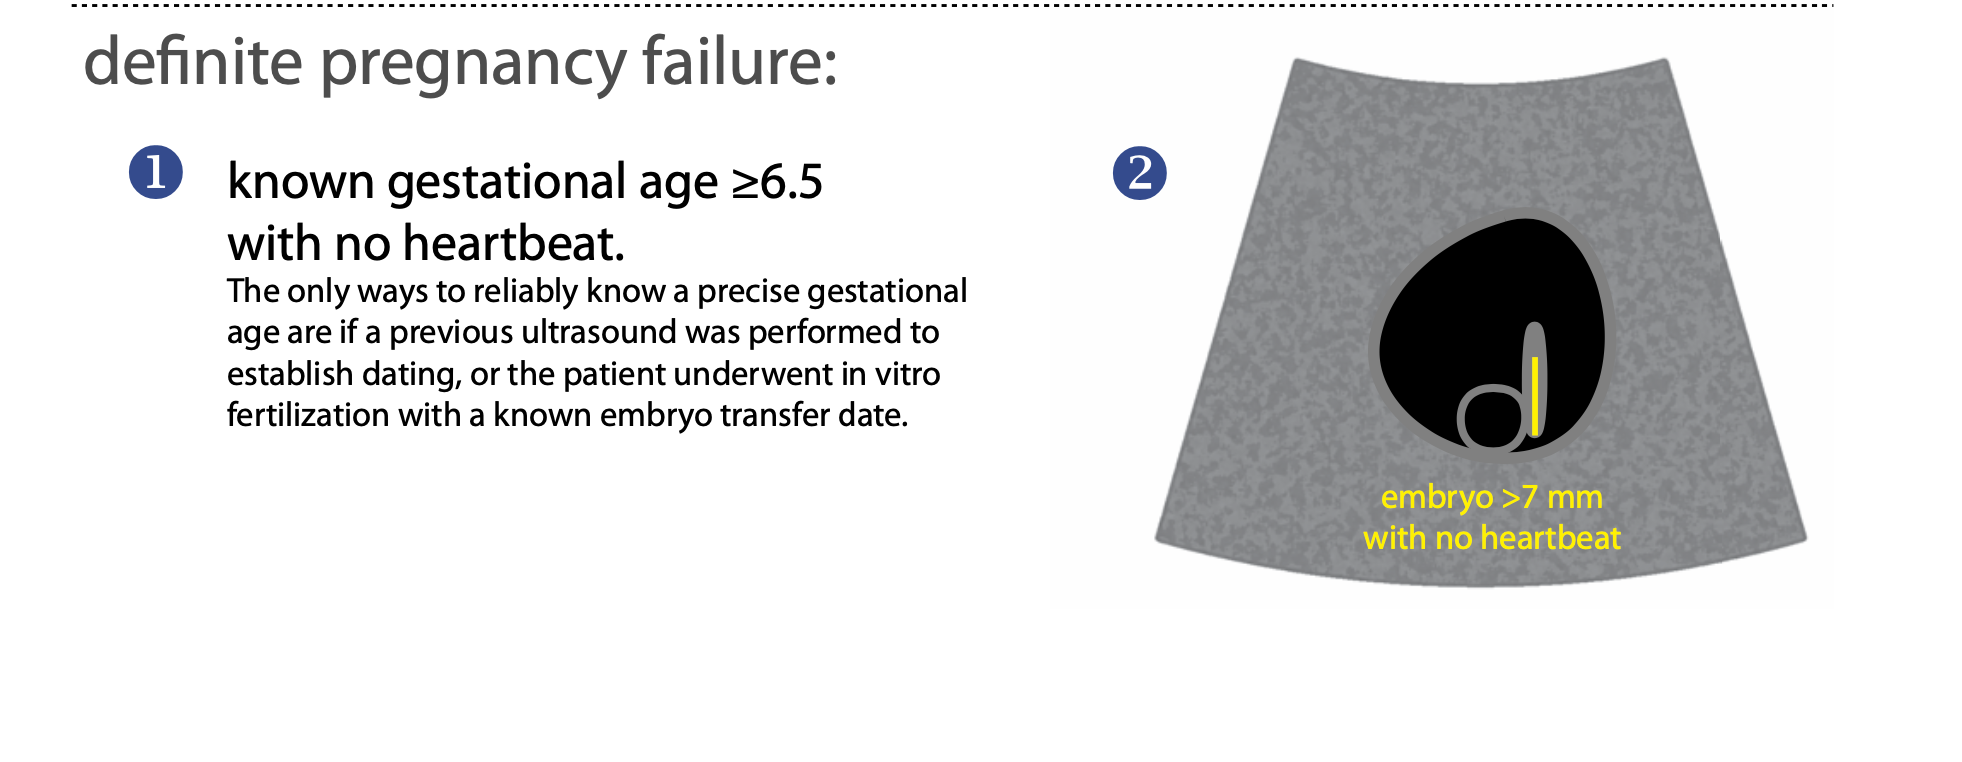 definite pregnancy failure:
1
known gestational age ≥6.5
with no heartbeat.
The only ways to reliably know a precise gestational
age are if a previous ultrasound was performed to
establish dating, or the patient underwent in vitro
fertilization with a known embryo transfer date.
2
embryo >7 mm
with no heartbeat